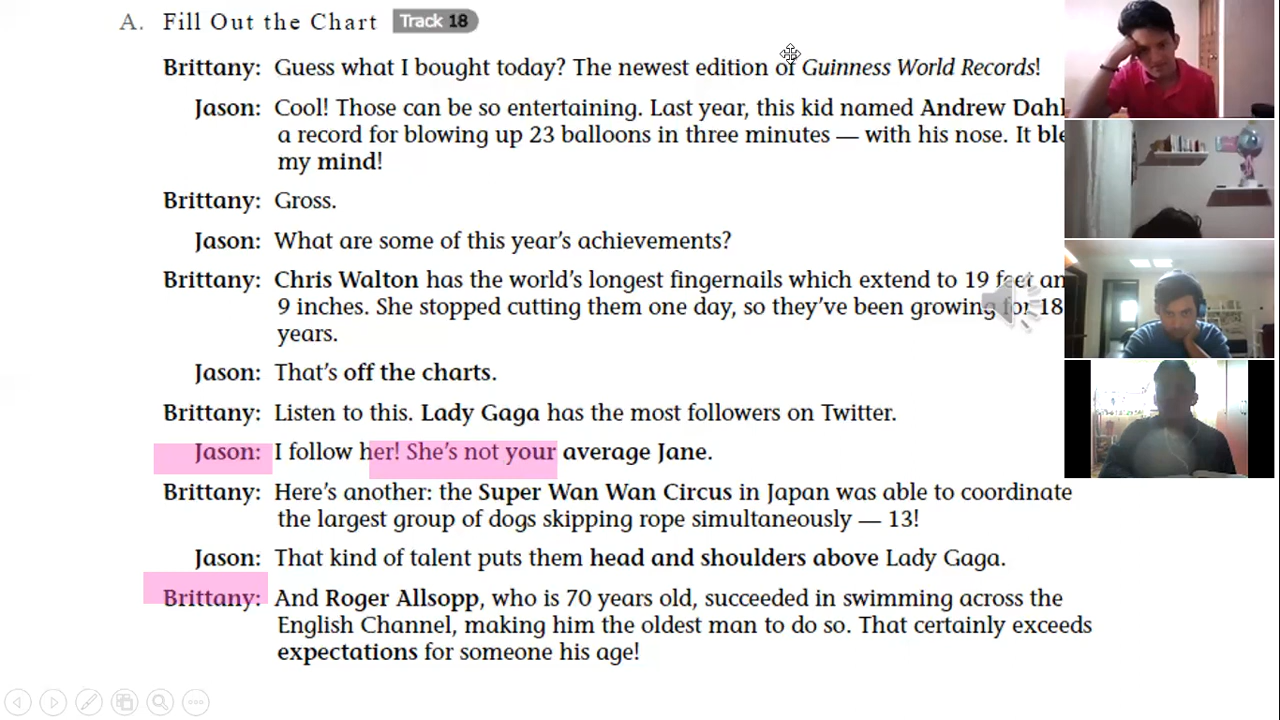 A. Fill Out the Chart Track 18
Brittany: Guess what I bought today? The newest edition of Guinness World Records!
Jason: Cool! Those can be so entertaining. Last year, this kid named Andrew Dahl
a record for blowing up 23 balloons in three minutes — with his nose. It
my mind!
Brittany: Gross.
Jason: What are some of this year's achievements?
Brittany: Chris Walton has the world's longest fingernails which extend to 19 feet
9 inches. She stopped cutting them one day, so they've been growing for 18
years.
Jason: That's off the charts.
Brittany: Listen to this. Lady Gaga has the most followers on Twitter.
Jason: I follow her! She's not your average Jane.
Brittany: Here's another: the Super Wan Wan Circus in Japan was able to coordinate
the largest group of dogs skipping rope simultaneously — 13!
Jason: That kind of talent puts them head and shoulders above Lady Gaga.
Brittany: And Roger Allsopp, who is 70 years old, succeeded in swimming across the
English Channel, making him the oldest man to do so. That certainly exceeds
expectations for someone his age!